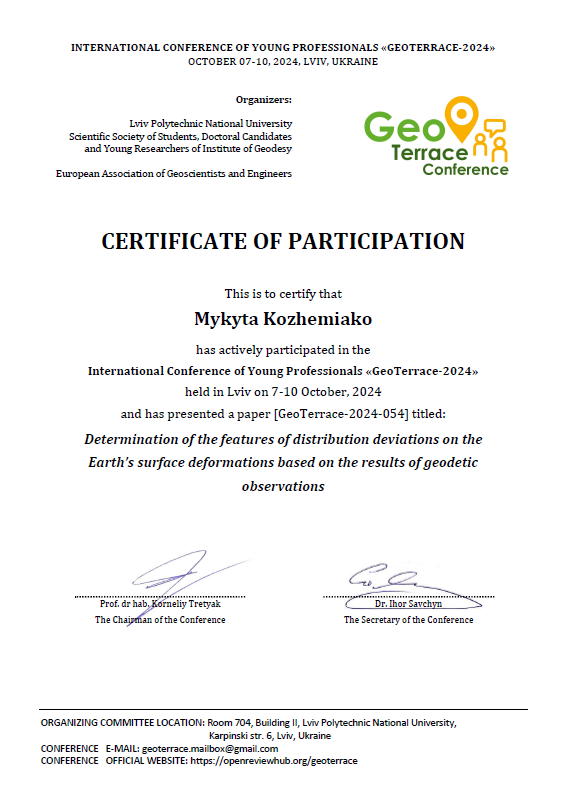 INTERNATIONAL CONFERENCE OF YOUNG PROFESSIONALS «GEOTERRACE-2024»
OCTOBER 07-10, 2024, LVIV, UKRAINE
Organizers:
Lviv Polytechnic National University
Scientific Society of Students, Doctoral Candidates
and Young Researchers of Institute of Geodesy
European Association of Geoscientists and Engineers
Geo
Terrace
Conference
CERTIFICATE OF PARTICIPATION
This is to certify that
Mykyta Kozhemiako
has actively participated in the
International Conference of Young Professionals «GeoTerrace-2024»
held in Lviv on 7-10 October, 2024
and has presented a paper [GeoTerrace-2024-054] titled:
Determination of the features of distribution deviations on the
Earth's surface deformations based on the results of geodetic
observations
Prof. dr hab. Korneliy Tretyak
The Chairman of the Conference
Dr. Ihor Savchyn
The Secretary of the Conference
ORGANIZING COMMITTEE LOCATION: Room 704, Building II, Lviv Polytechnic National University,
Karpinski str. 6, Lviv, Ukraine
CONFERENCE E-MAIL: geoterrace.mailbox@gmail.com
CONFERENCE OFFICIAL WEBSITE: https://openreviewhub.org/geoterrace